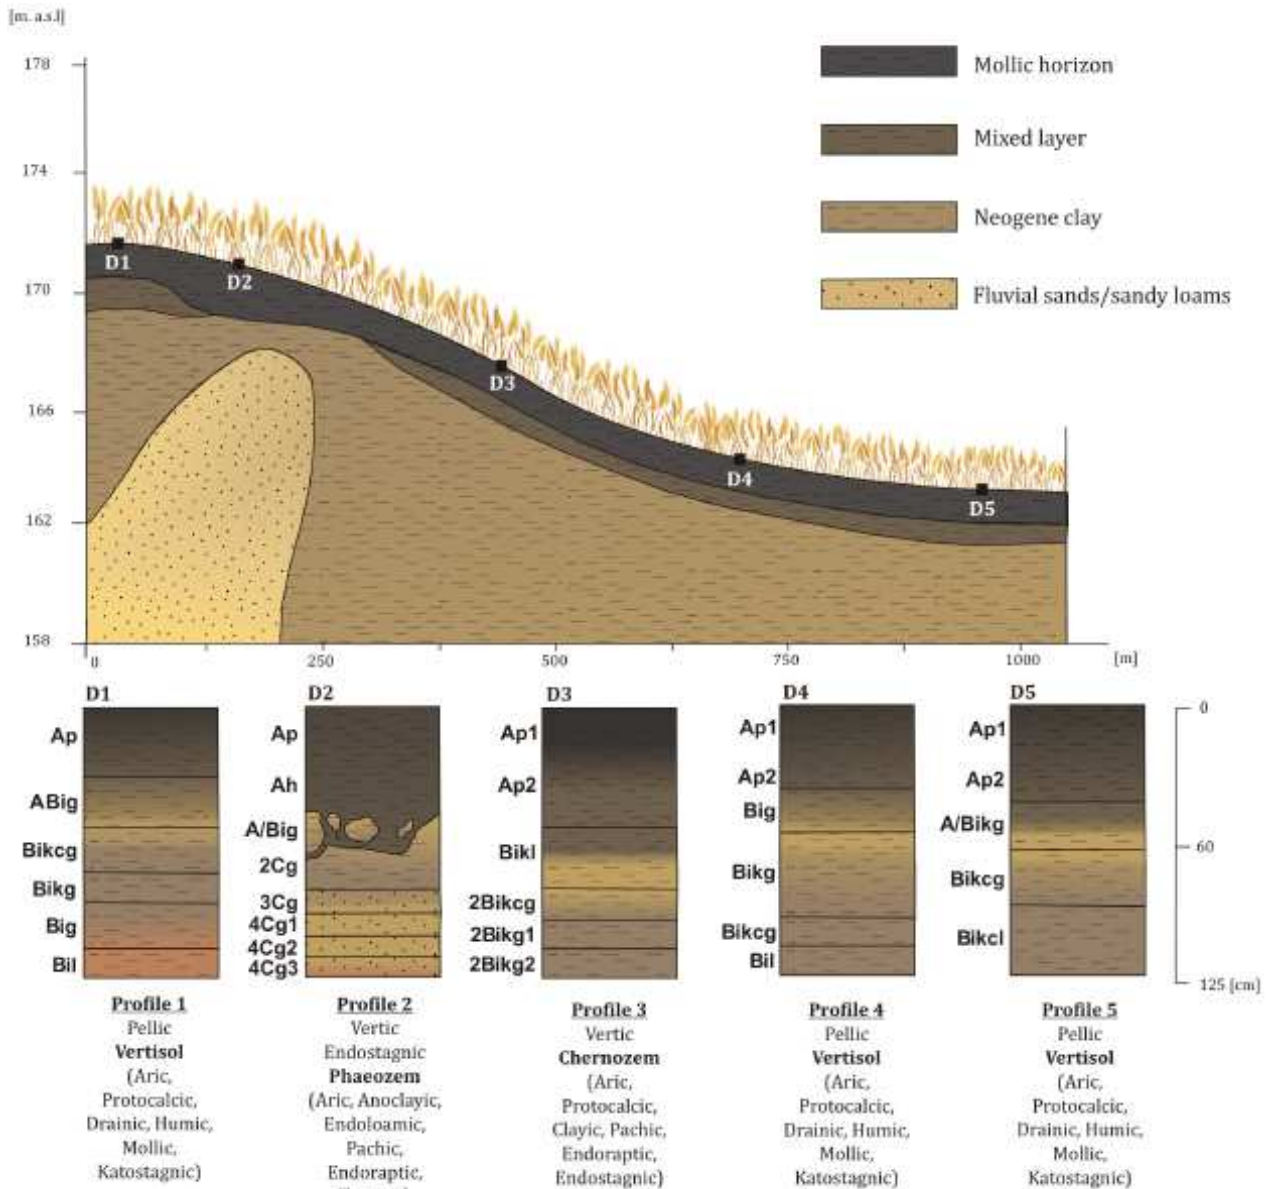 [m. a.s.l]
178
174
170
166
162
158
Mollic horizon
Mixed layer
Neogene clay
Fluvial sands/sandy loams
D1
D2
D3
D4
D5
0
250
500
750
1000
[m]
D1
Ap
ABig
Bikcg
Bikg
Big
Bil
D2
Ap
Ah
A/Big
2Cg
3Cg
4Cg1
4Cg2
4Cg3
D3
Ap1
Ap2
Bikl
2Bikcg
2Bikg1
2Bikg2
D4
Ap1
Ap2
Big
Bikg
Bikcg
Bil
D5
Ap1
Ap2
A/Bikg
Bikcg
Bikcl
0
60
125 [cm]
Profile 1
Pellic
Vertisol
(Aric,
Protocalcic,
Drainic, Humic,
Mollic,
Katostagnic)
Profile 2
Vertic
Endostagnic
Phaeozem
(Aric, Anoclayic,
Endoloamic,
Pachic,
Endoraptic,
Profile 3
Vertic
Chernozem
(Aric,
Protocalcic,
Clayic, Pachic,
Endoraptic,
Endostagnic)
Profile 4
Pellic
Vertisol
(Aric,
Protocalcic,
Drainic, Humic,
Mollic,
Katostagnic)
Profile 5
Pellic
Vertisol
(Aric,
Protocalcic,
Drainic, Humic,
Mollic,
Katostagnic)